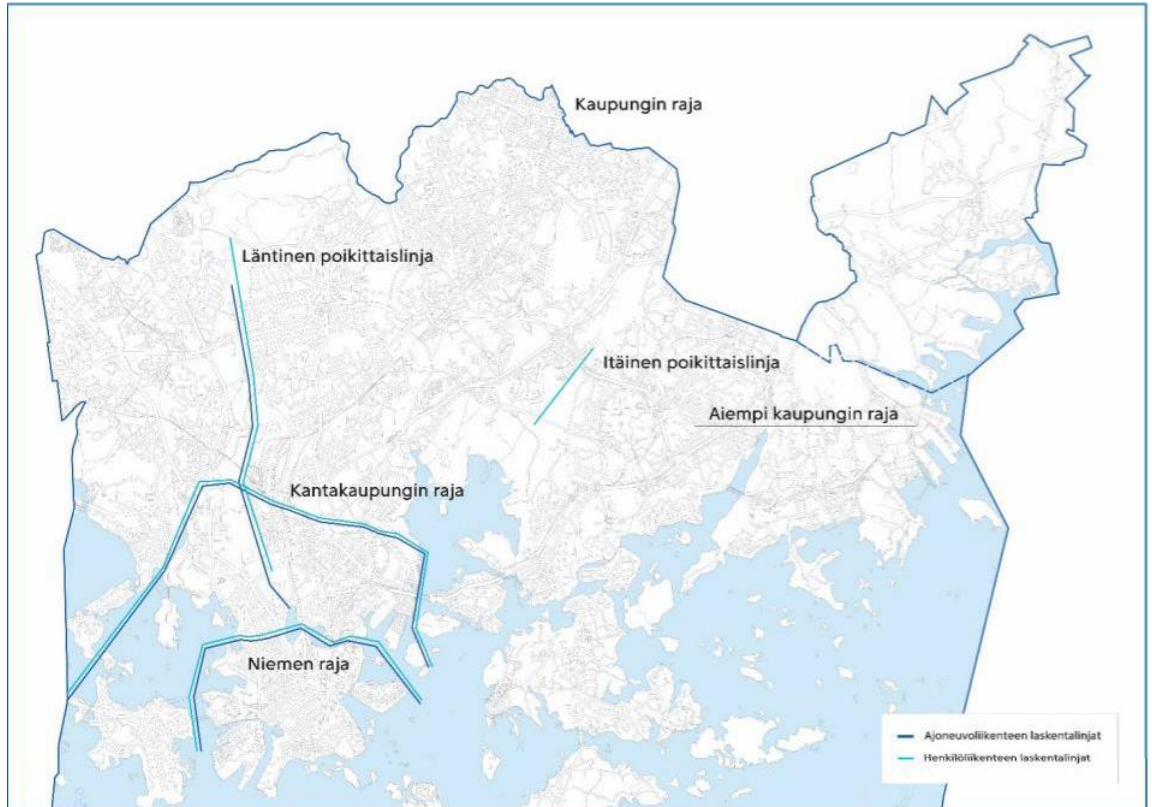 Kaupungin raja
Läntinen poikittaislinja
Itäinen poikittaislinja
Aiempi kaupungin raja
Kantakaupungin raja
Niemen raja
Ajoneuvoliikenteen laskentalinjat
Henkilöliikenteen laskentalinjat